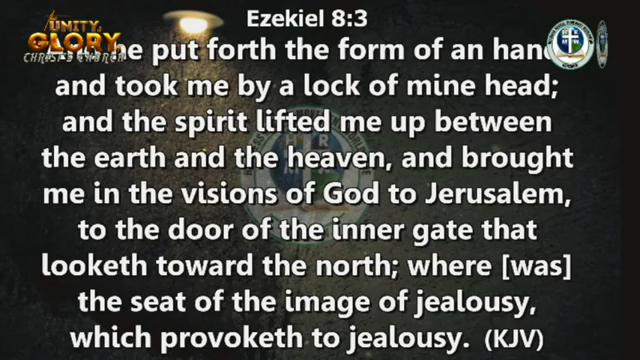 Ezekiel 8:3
UNITY
GLORY
CHRIST'S CHURCH
he put forth the form of an hand
and took me by a lock of mine head;
and the spirit lifted me up between
the earth and the heaven, and brought
me in the visions of God to Jerusalem,
to the door of the inner gate that
looketh toward the north; where [was]
the seat of the image of jealousy,
which provoketh to jealousy. (KJV)